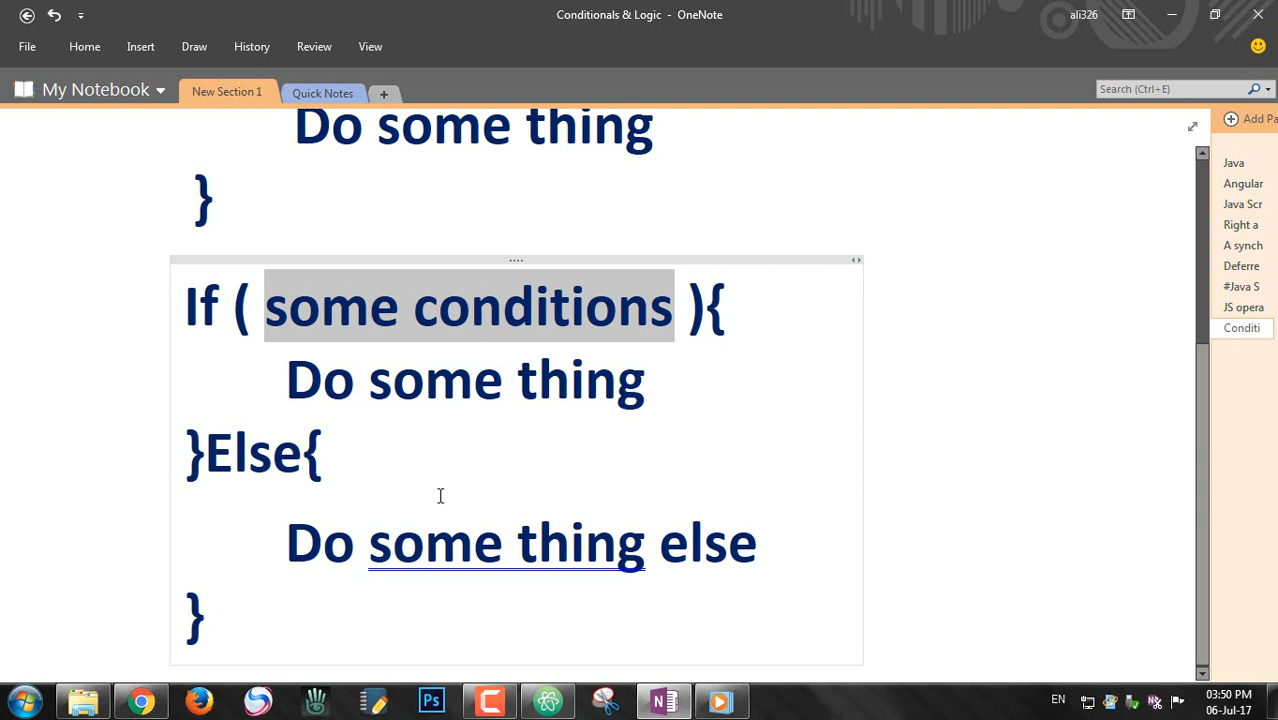 Conditionals & Logic - OneNote
ali326
File Home Insert Draw History Review View
My Notebook New Section 1 Quick Notes + Search (Ctrl+E)
Do some thing
}
If ( some conditions ){
Do some thing
}Else{
Do some thing else
}
Add Pa
Java
Angular
Java Scr
Right a
A synch
Deferre
#Java S
JS opera
Conditi
Ps
N
EN
03:50 PM
06-Jul-17